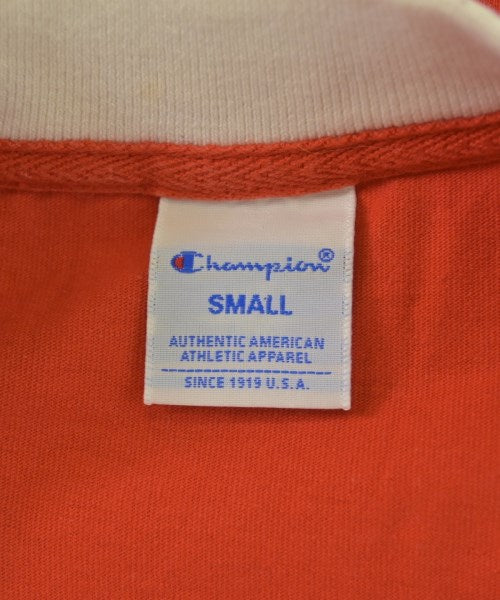 Champion®
SMALL
AUTHENTIC AMERICAN
ATHLETIC APPAREL
SINCE 1919 U.S.A.